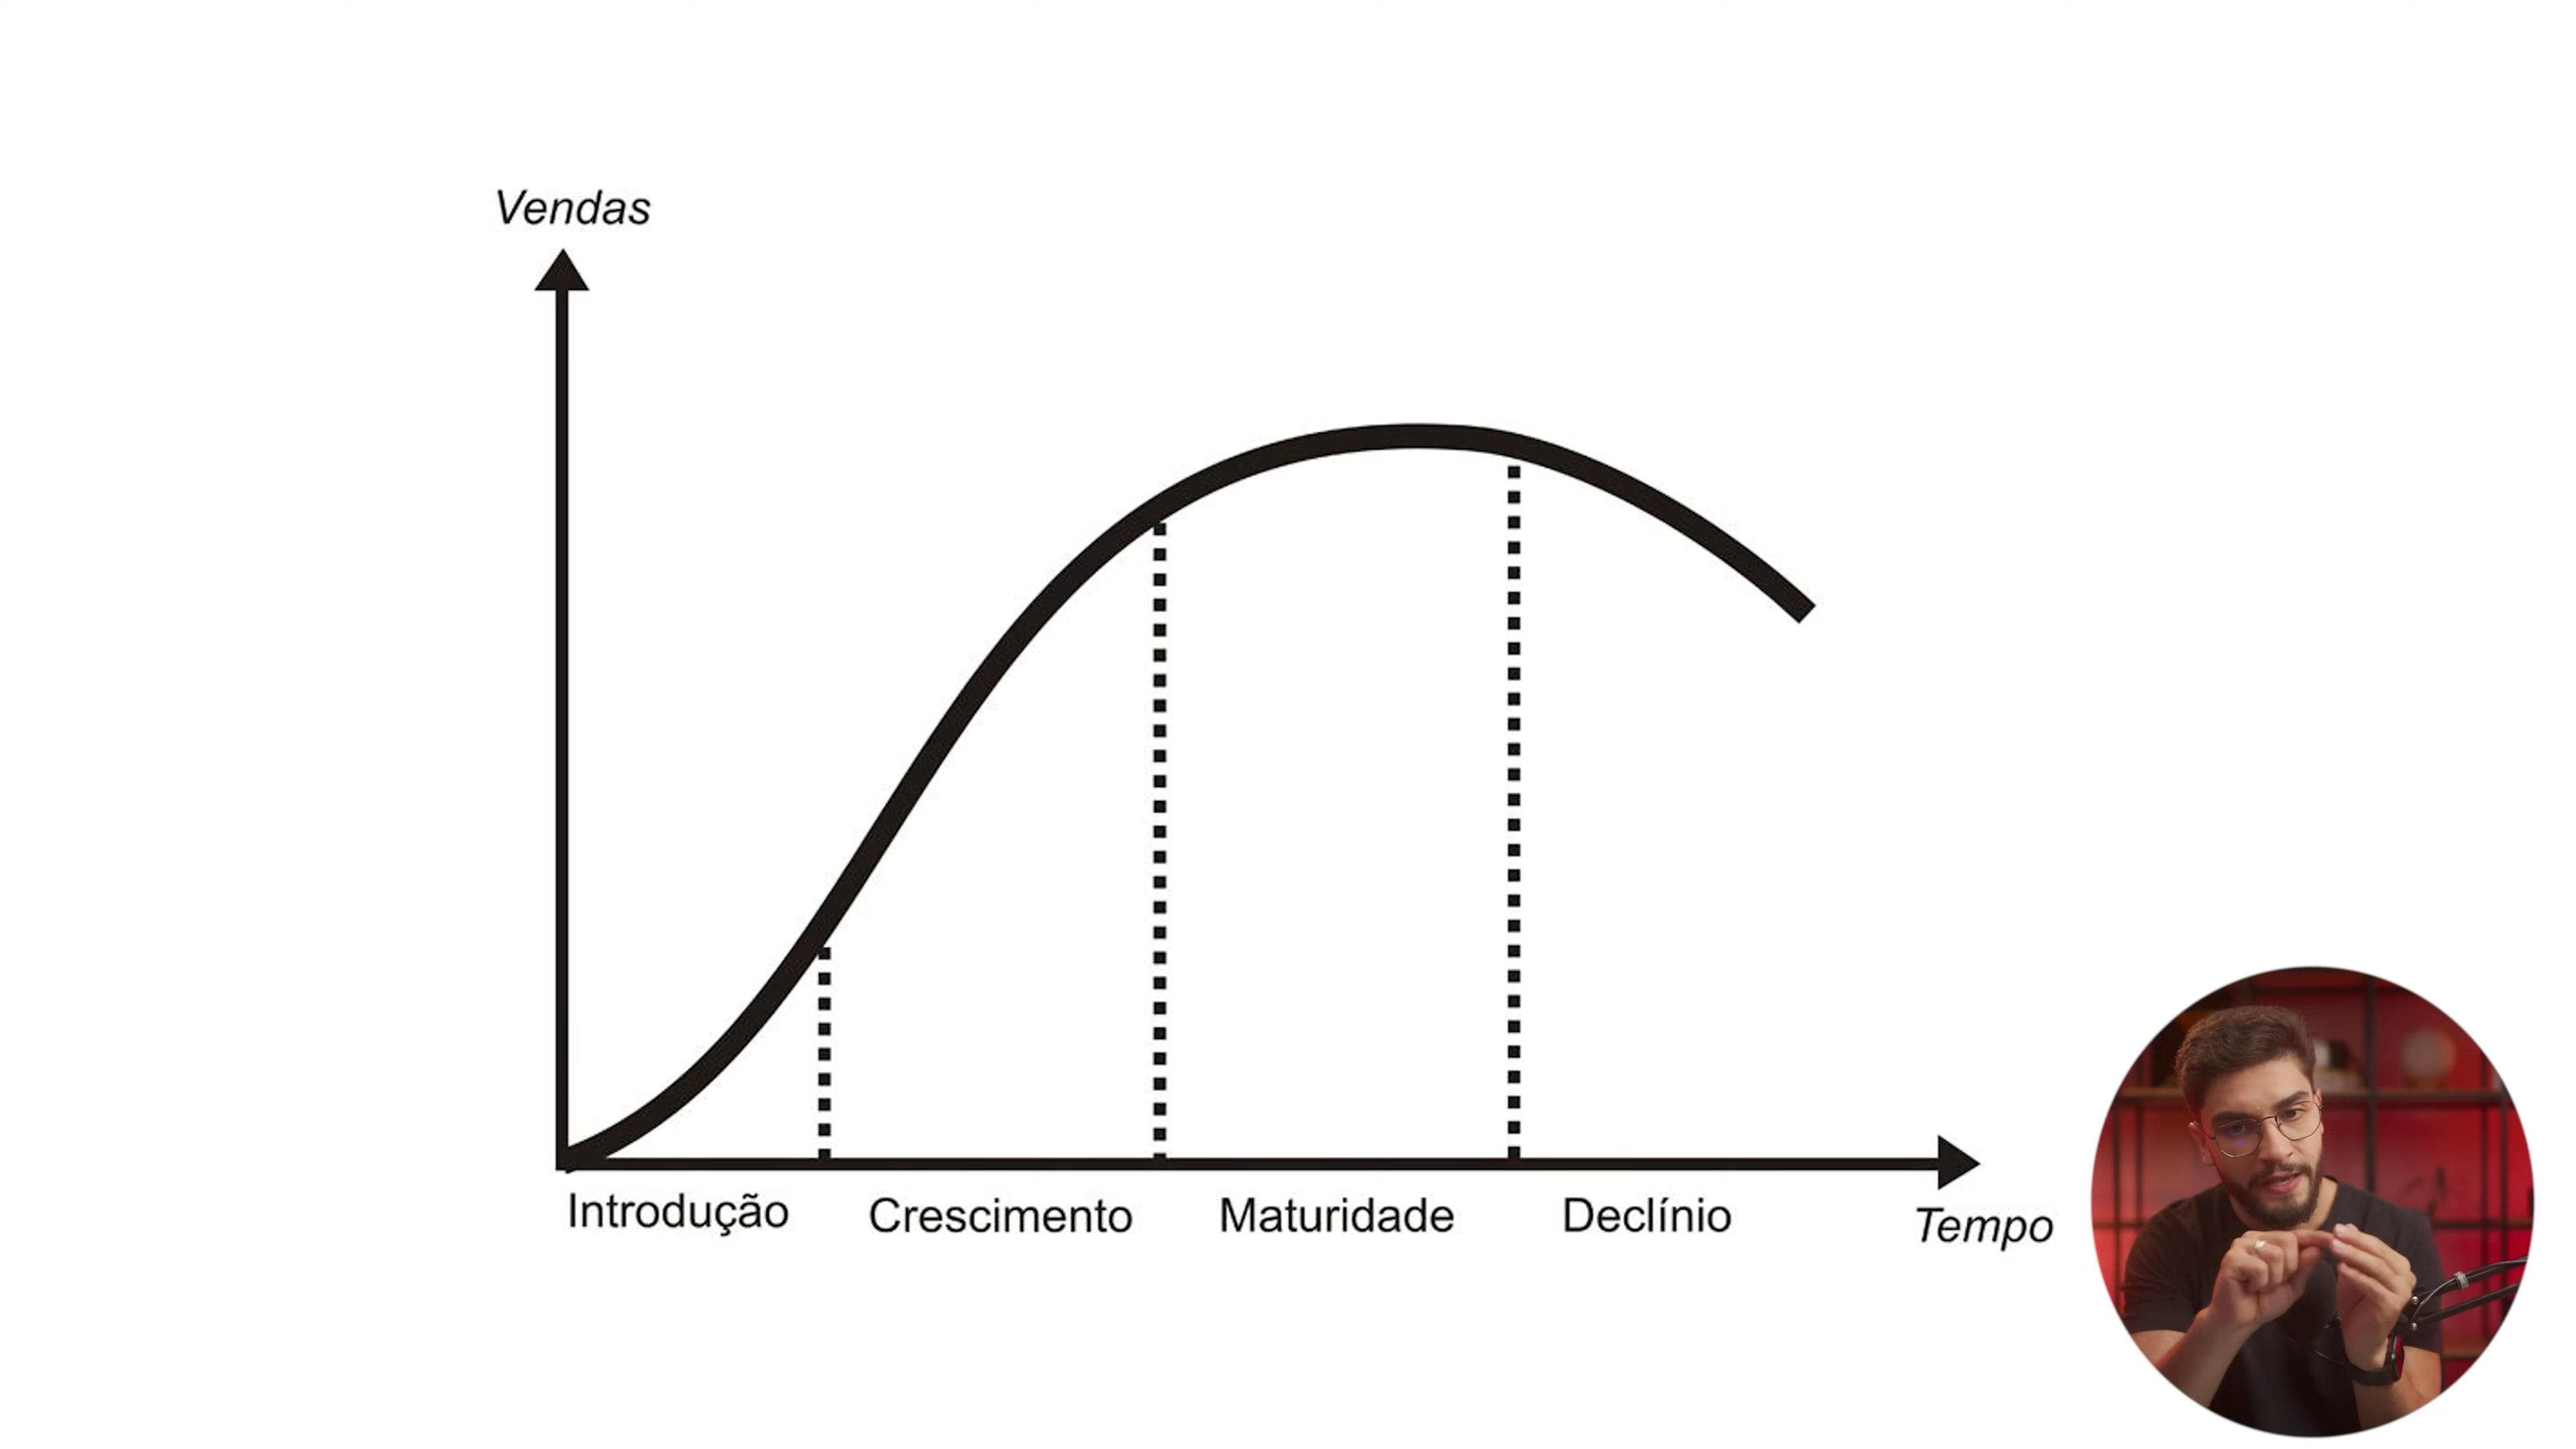 Vendas
Introdução
Crescimento
Maturidade
Declínio
Tempo